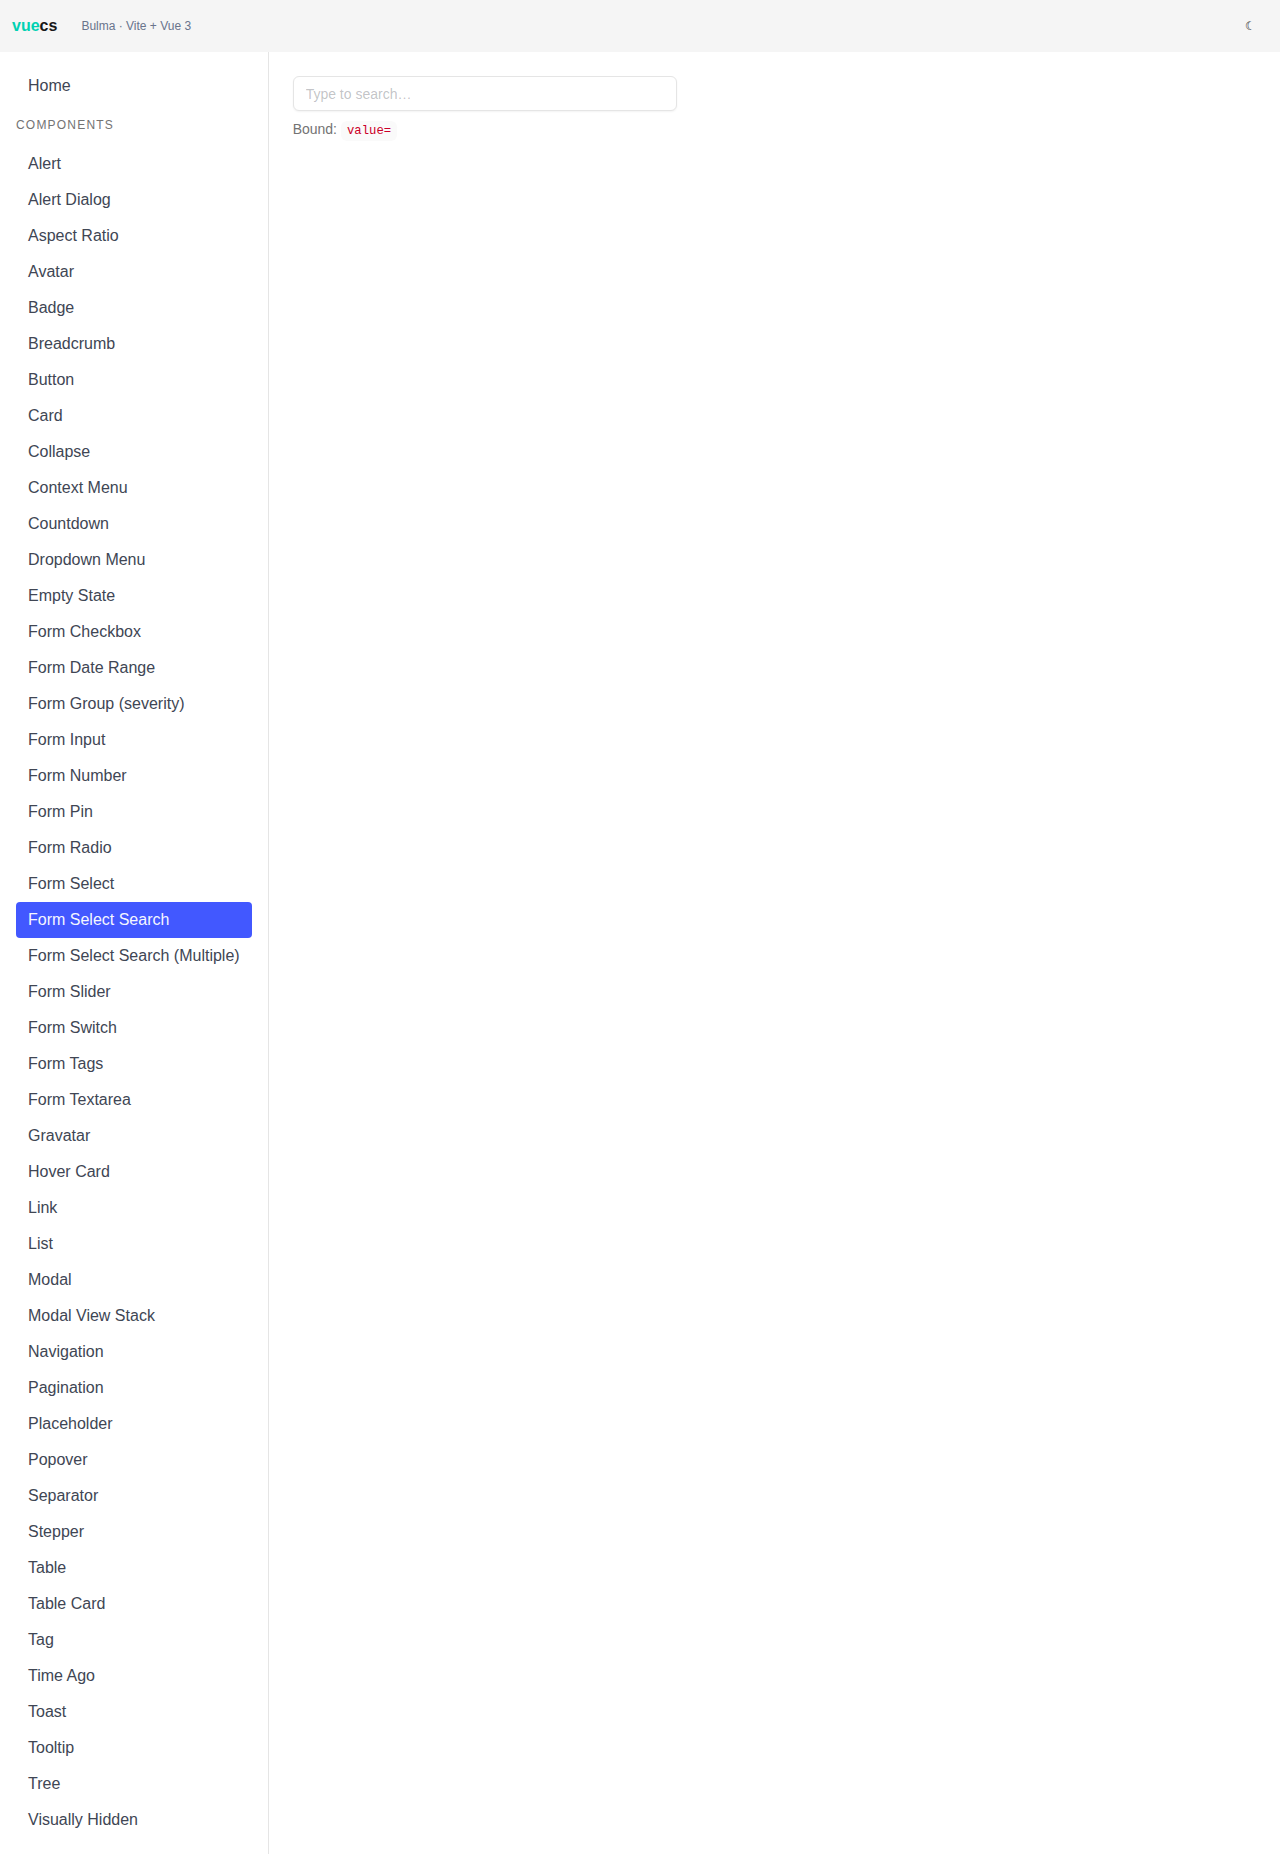 vuecs Bulma · Vite + Vue 3
Home
COMPONENTS
Alert
Alert Dialog
Aspect Ratio
Avatar
Badge
Breadcrumb
Button
Card
Collapse
Context Menu
Countdown
Dropdown Menu
Empty State
Form Checkbox
Form Date Range
Form Group (severity)
Form Input
Form Number
Form Pin
Form Radio
Form Select
Form Select Search
Form Select Search (Multiple)
Form Slider
Form Switch
Form Tags
Form Textarea
Gravatar
Hover Card
Link
List
Modal
Modal View Stack
Navigation
Pagination
Placeholder
Popover
Separator
Stepper
Table
Table Card
Tag
Time Ago
Toast
Tooltip
Tree
Visually Hidden
Type to search…
Bound: value=